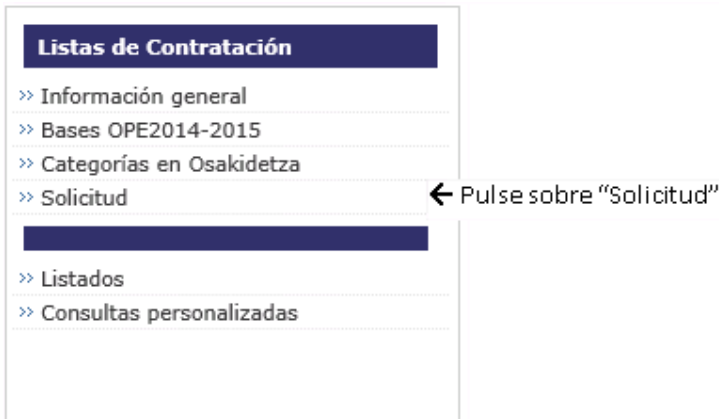 Listas de Contratación
›› Información general
›› Bases OPE2014-2015
›› Categorías en Osakidetza
›› Solicitud
← Pulse sobre “Solicitud”
›› Listados
›› Consultas personalizadas